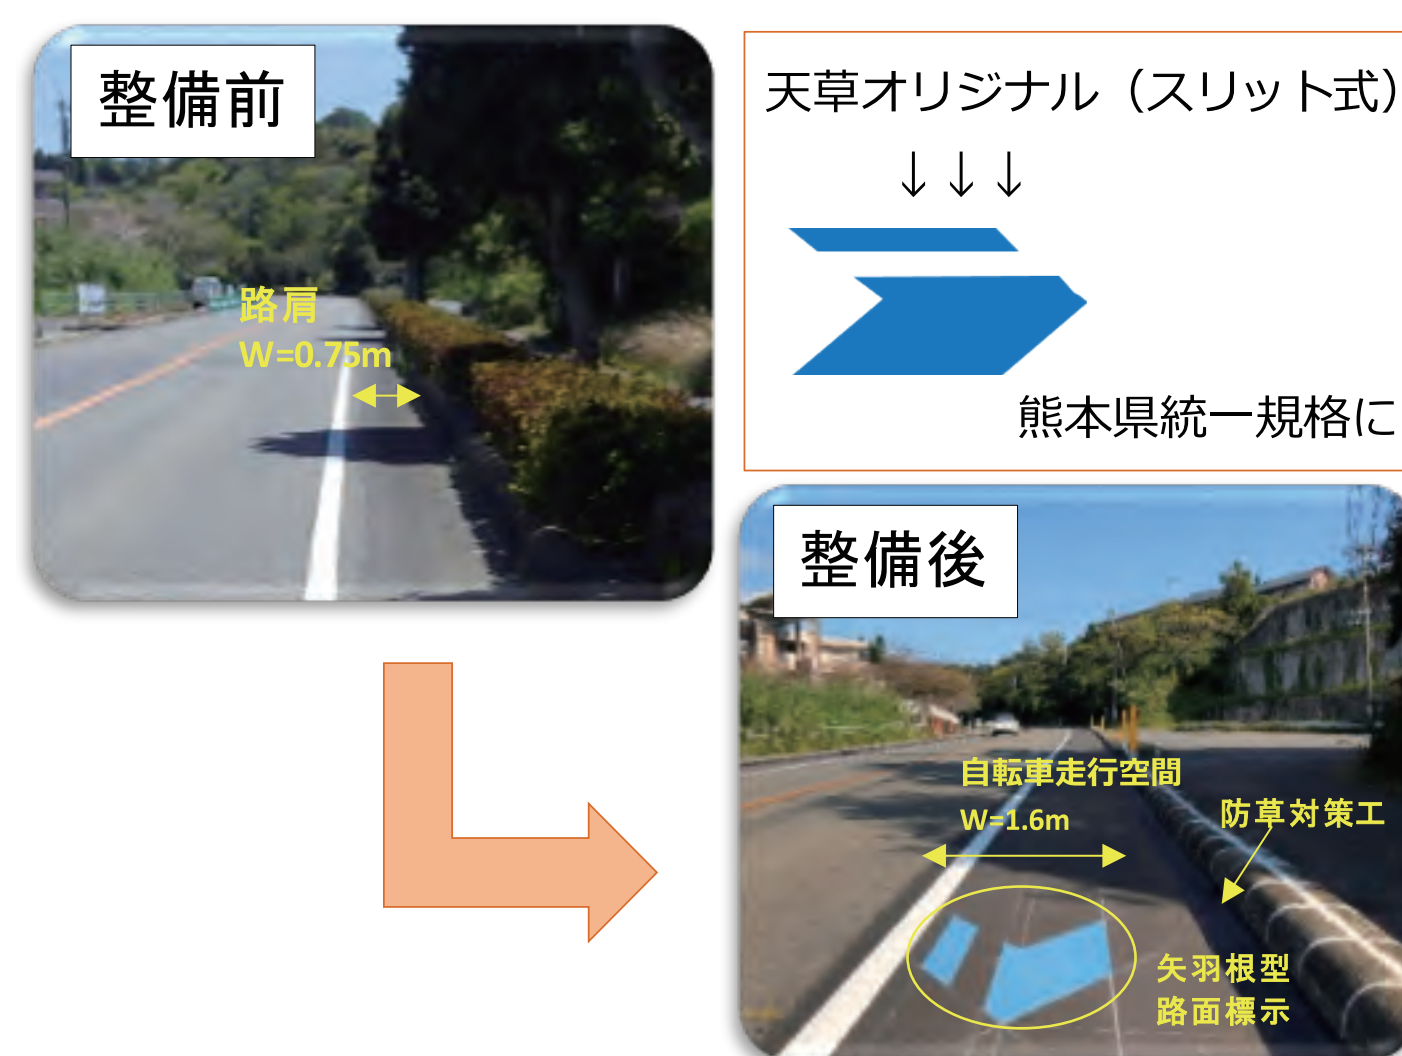 整備前
路肩
W=0.75m
天草オリジナル（スリット式）
↓↓↓
熊本県統一規格に
整備後
自転車走行空間
W=1.6m
防草対策工
矢羽根型
路面標示